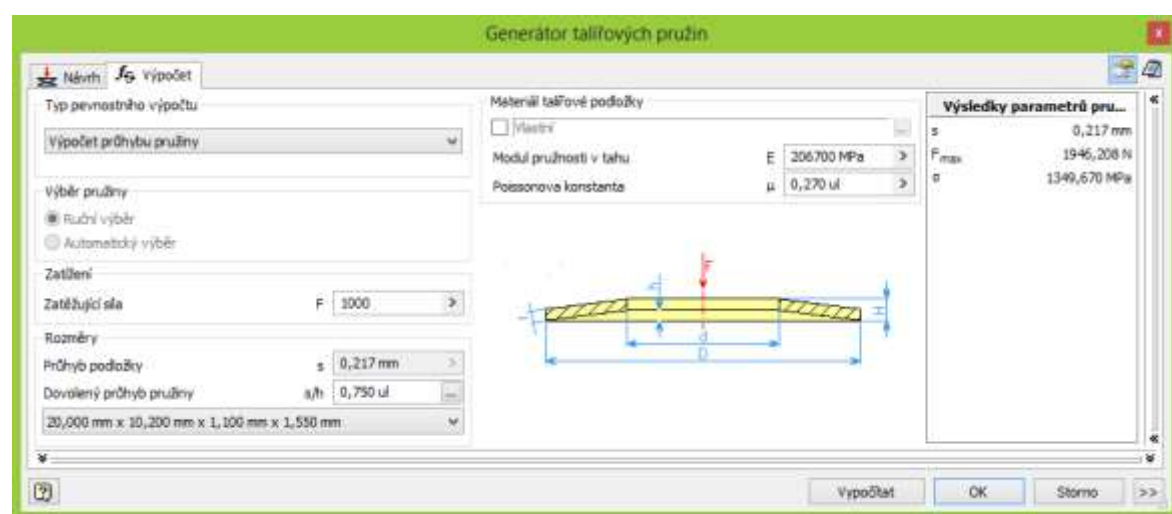 Generátor talířových pružin
x
Návrh fG Výpočet
Typ pevnostního výpočtu
Výpočet průhybu pružiny
Výběr pružiny
Ruční výběr
Automatický výběr
Zatížení
Zatěžující síla F 1000 >
Rozměry
Průhyb podložky s 0,217 mm >
Dovolený průhyb pružiny s/h 0,750 ul ...
20,000 mm x 10,200 mm x 1,100 mm x 1,550 mm
Materiál talířové podložky
Vlastní ...
Modul pružnosti v tahu E 206700 MPa >
Poissonova konstanta μ 0,270 ul >
F
h
t
H
d
D
Výsledky parametrů pru...
s 0,217 mm
Fmax 1946,208 N
σ 1349,670 MPa
?
Vypočítat OK Storno >>